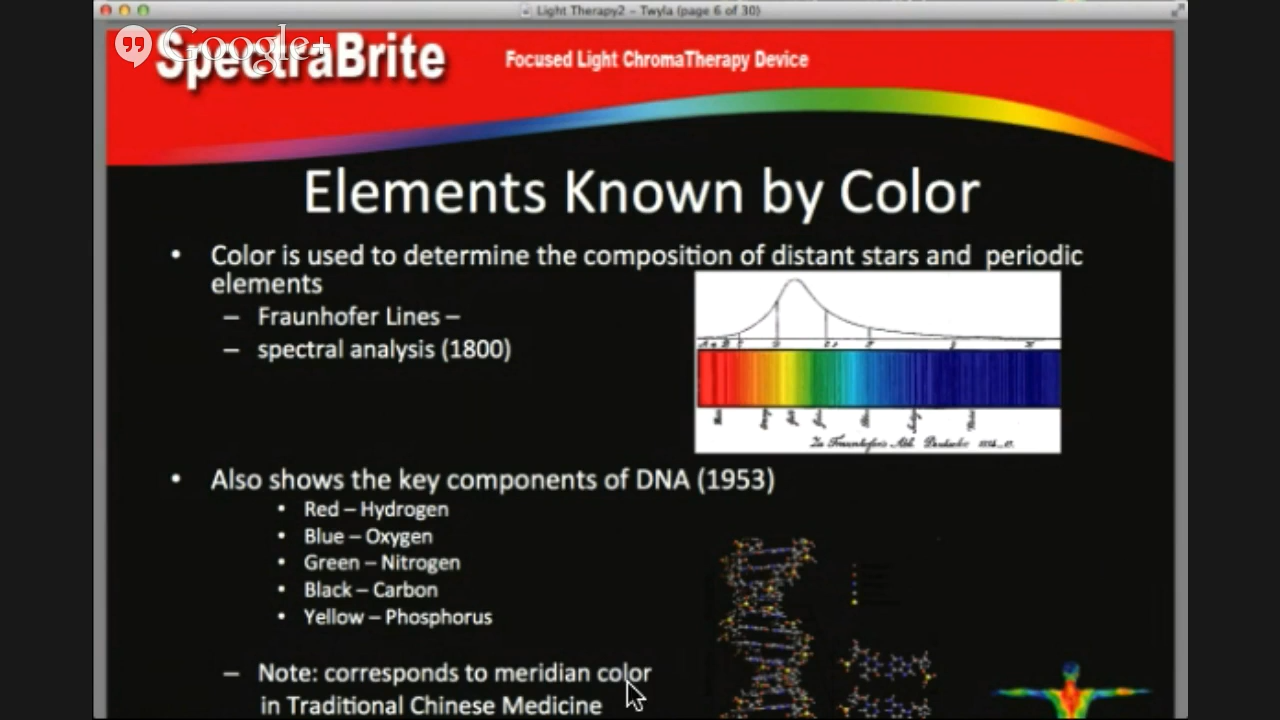 Light Therapy2 – Twyla (page 6 of 30)
Google+
SpectraBrite
Focused Light ChromaTherapy Device
Elements Known by Color
• Color is used to determine the composition of distant stars and periodic
elements
– Fraunhofer Lines –
– spectral analysis (1800)
• Also shows the key components of DNA (1953)
• Red – Hydrogen
• Blue – Oxygen
• Green – Nitrogen
• Black – Carbon
• Yellow – Phosphorus
– Note: corresponds to meridian color
in Traditional Chinese Medicine